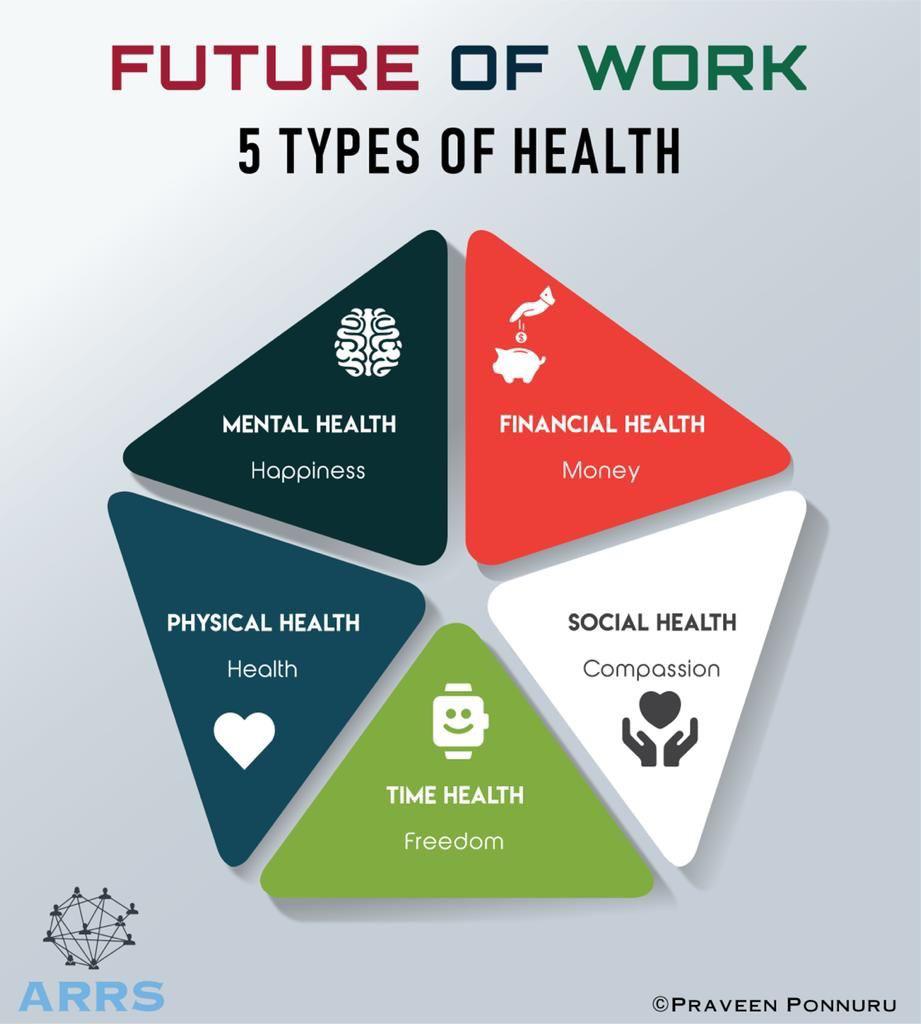 FUTURE OF WORK
5 TYPES OF HEALTH
$
MENTAL HEALTH
Happiness
FINANCIAL HEALTH
Money
PHYSICAL HEALTH
Health
SOCIAL HEALTH
Compassion
TIME HEALTH
Freedom
ARRS
©PRAVEEN PONNURU